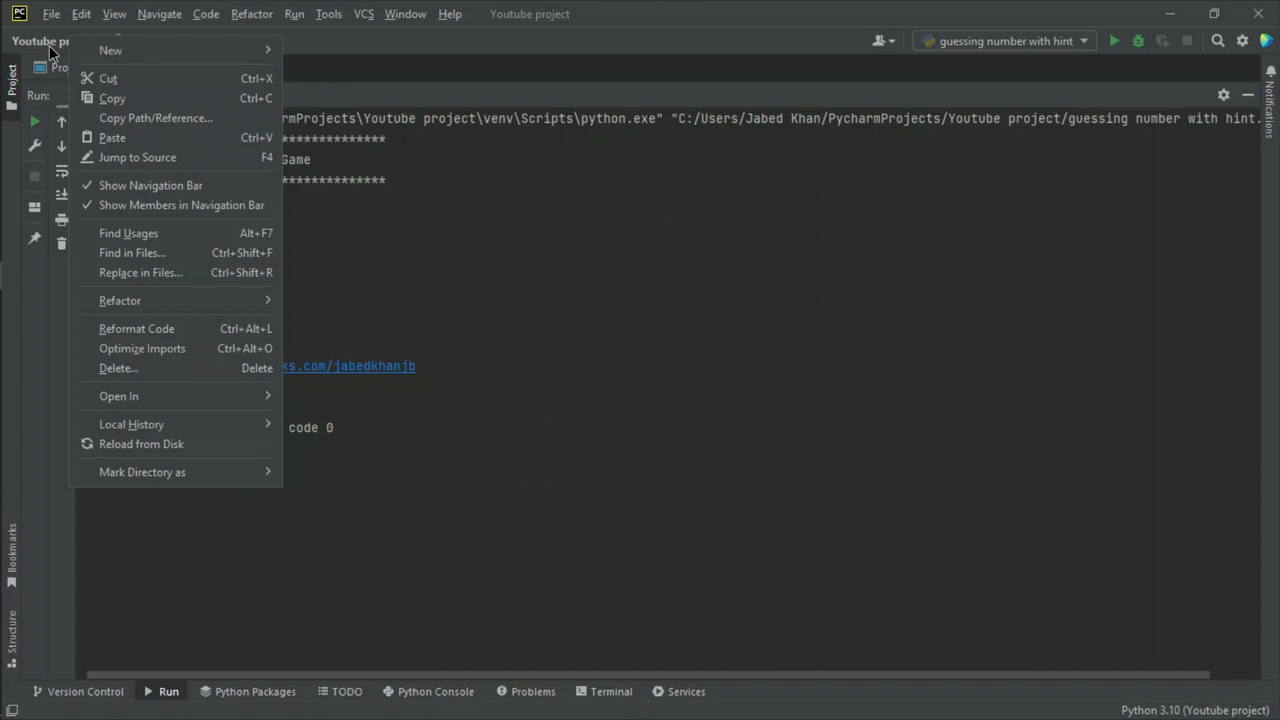 PC File Edit View Navigate Code Refactor Run Tools VCS Window Help Youtube project
Youtube guessing number with hint
Project
Run:
New
Cut Ctrl+X
Copy Ctrl+C
Copy Path/Reference...
Paste Ctrl+V
Jump to Source F4
Show Navigation Bar
Show Members in Navigation Bar
Find Usages Alt+F7
Find in Files... Ctrl+Shift+F
Replace in Files... Ctrl+Shift+R
Refactor
Reformat Code Ctrl+Alt+L
Optimize Imports Ctrl+Alt+O
Delete... Delete
Open In
Local History
Reload from Disk
Mark Directory as
rmProjects\Youtube project\venv\Scripts\python.exe" "C:/Users/Jabed Khan/PycharmProjects/Youtube project/guessing number with hint.
***************
Game
***************
ks.com/jabedkhanjb
code 0
Notifications
Bookmarks
Structure
Version Control Run Python Packages TODO Python Console Problems Terminal Services
Python 3.10 (Youtube project)